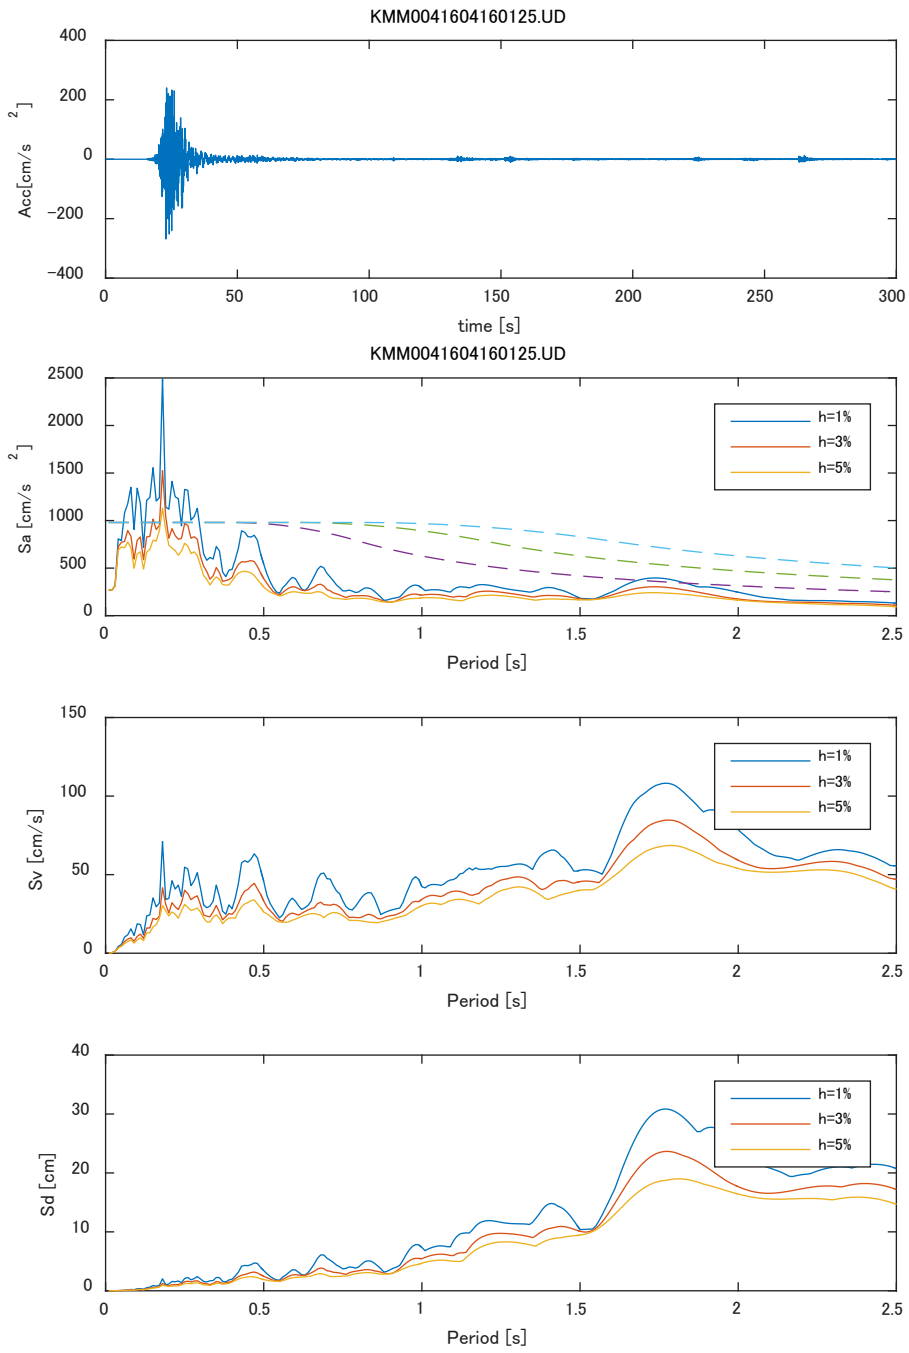 KMM0041604160125.UD
400
200
0
-200
-400
Acc[cm/s 2 ]
0 50 100 150 200 250 300
time [s]
KMM0041604160125.UD
2500
2000
1500
1000
500
0
Sa [cm/s 2 ]
h=1%
h=3%
h=5%
0 0.5 1 1.5 2 2.5
Period [s]
150
100
50
0
Sv [cm/s]
h=1%
h=3%
h=5%
0 0.5 1 1.5 2 2.5
Period [s]
40
30
20
10
0
Sd [cm]
h=1%
h=3%
h=5%
0 0.5 1 1.5 2 2.5
Period [s]